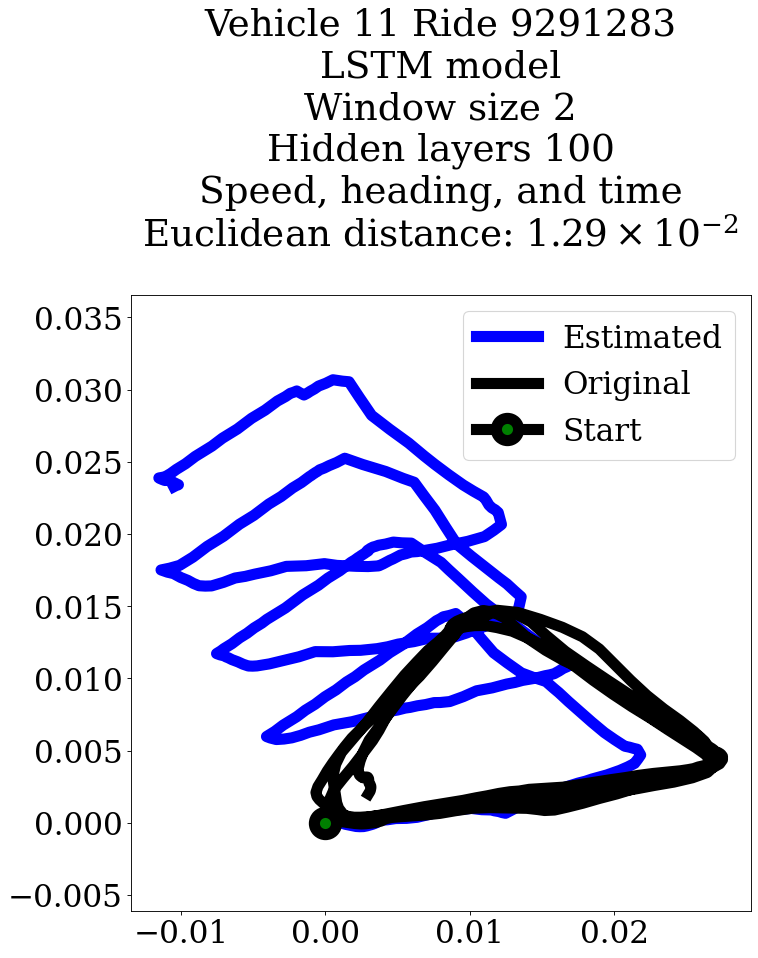 Vehicle 11 Ride 9291283
LSTM model
Window size 2
Hidden layers 100
Speed, heading, and time
Euclidean distance: 1.29 × 10⁻²
Estimated
Original
Start
0.035
0.030
0.025
0.020
0.015
0.010
0.005
0.000
−0.005
−0.01 0.00 0.01 0.02